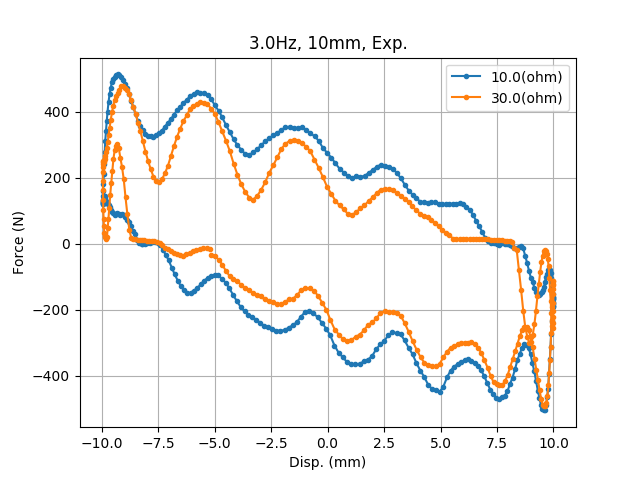 3.0Hz, 10mm, Exp.
10.0(ohm)
30.0(ohm)
400
200
0
−200
−400
Force (N)
−10.0 −7.5 −5.0 −2.5 0.0 2.5 5.0 7.5 10.0
Disp. (mm)